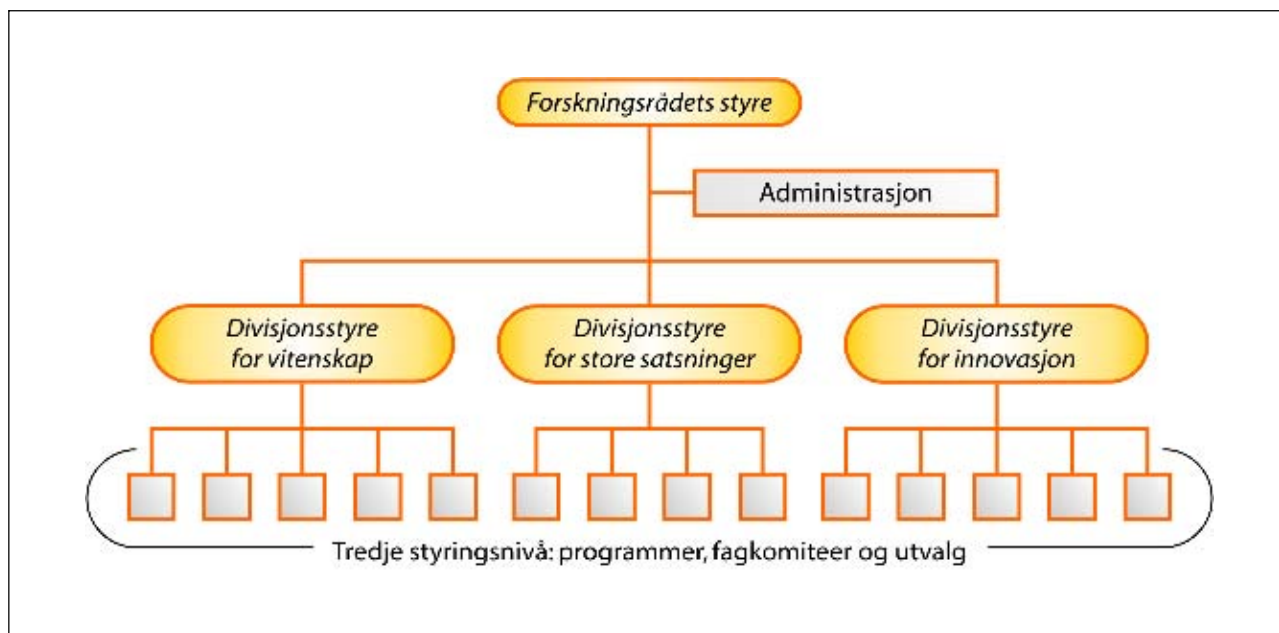 Forskningsrådets styre
Administrasjon
Divisjonsstyre
for vitenskap
Divisjonsstyre
for store satsninger
Divisjonsstyre
for innovasjon
Tredje styringsnivå: programmer, fagkomiteer og utvalg